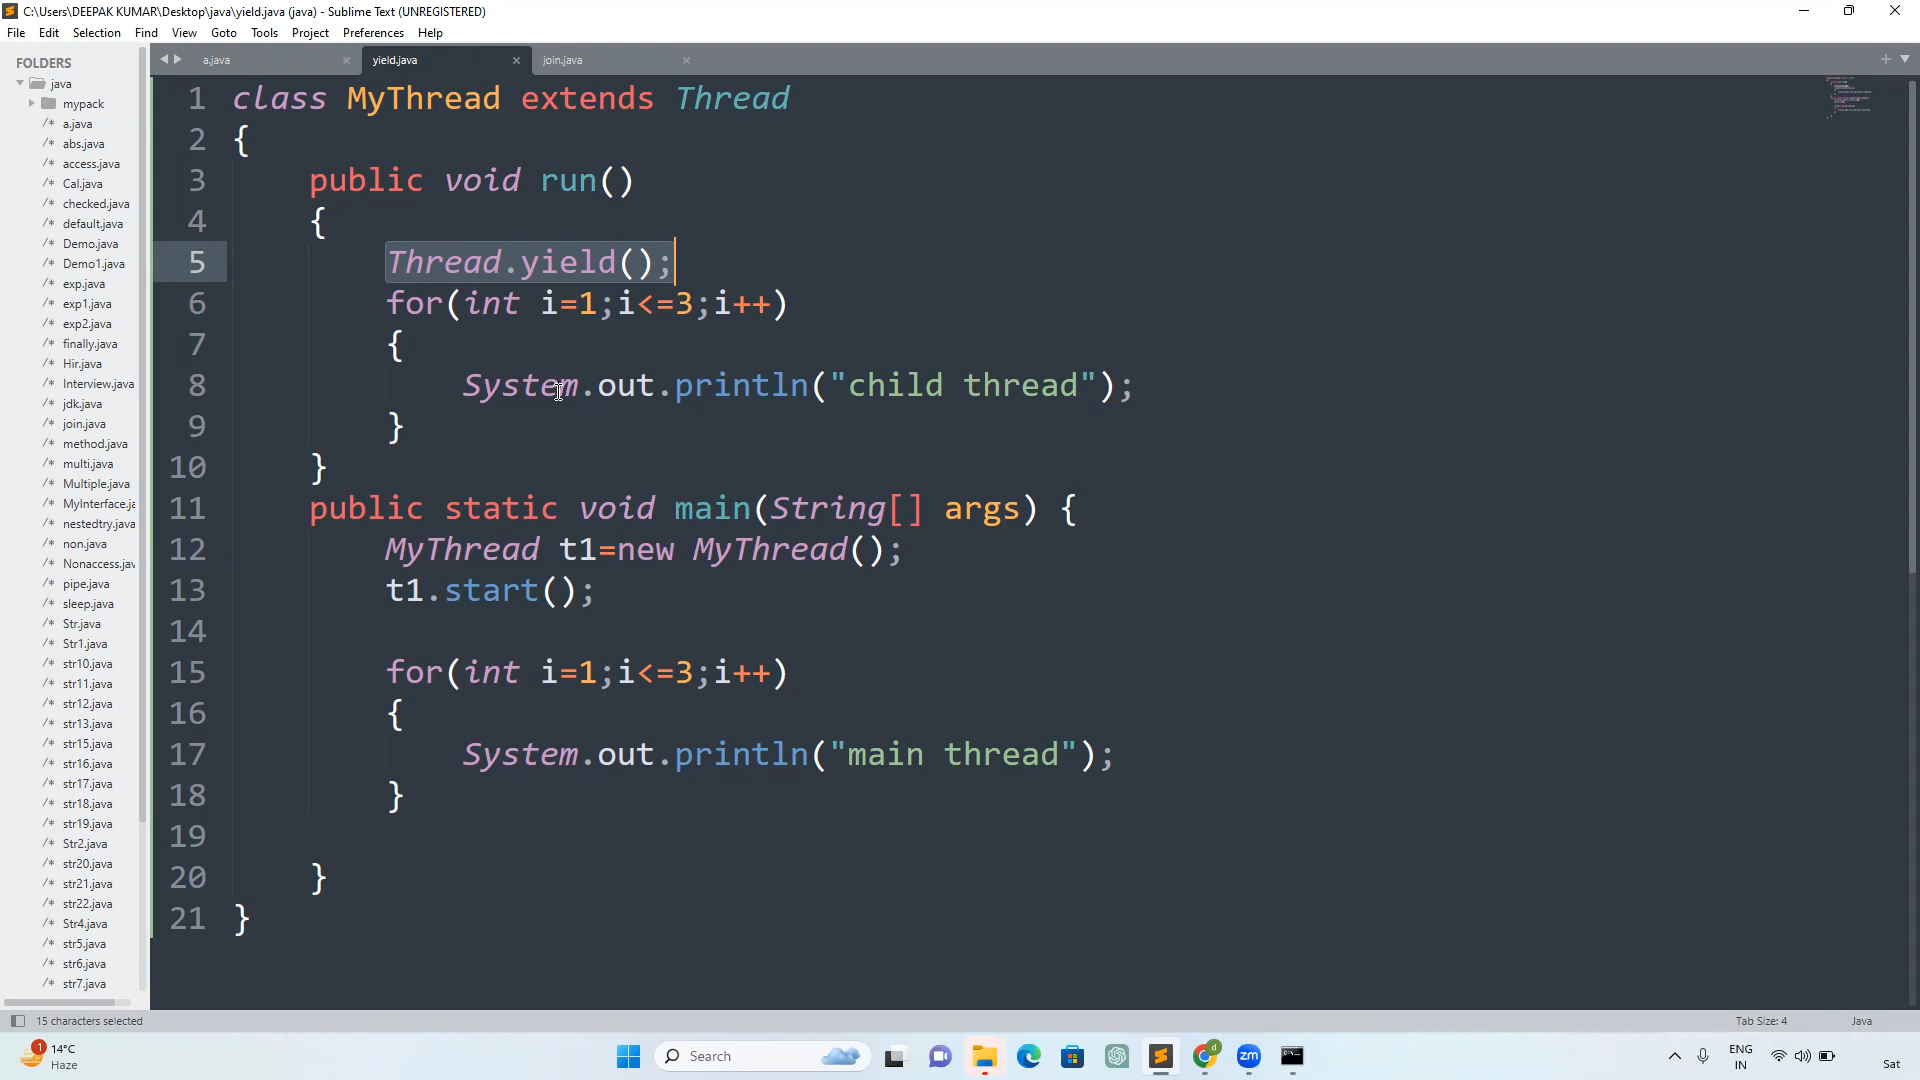 C:\Users\DEEPAK KUMAR\Desktop\java\yield.java (java) - Sublime Text (UNREGISTERED)
File Edit Selection Find View Goto Tools Project Preferences Help
FOLDERS
java
mypack
a.java
abs.java
access.java
Cal.java
checked.java
default.java
Demo.java
Demo1.java
exp.java
exp1.java
exp2.java
finally.java
Hir.java
Interview.java
jdk.java
join.java
method.java
multi.java
Multiple.java
MyInterface.ja
nestedtry.java
non.java
Nonaccess.jav
pipe.java
sleep.java
Str.java
Str1.java
str10.java
str11.java
str12.java
str13.java
str15.java
str16.java
str17.java
str18.java
str19.java
Str2.java
str20.java
str21.java
str22.java
Str4.java
str5.java
str6.java
str7.java
a.java yield.java join.java
1 class MyThread extends Thread
2 {
3 public void run()
4 {
5 Thread.yield();
6 for(int i=1;i<=3;i++)
7 {
8 System.out.println("child thread");
9 }
10 }
11 public static void main(String[] args) {
12 MyThread t1=new MyThread();
13 t1.start();
14
15 for(int i=1;i<=3;i++)
16 {
17 System.out.println("main thread");
18 }
19
20 }
21 }
15 characters selected Tab Size: 4 Java
1 14°C
Haze
Search
d
zm
ENG
IN
Sat